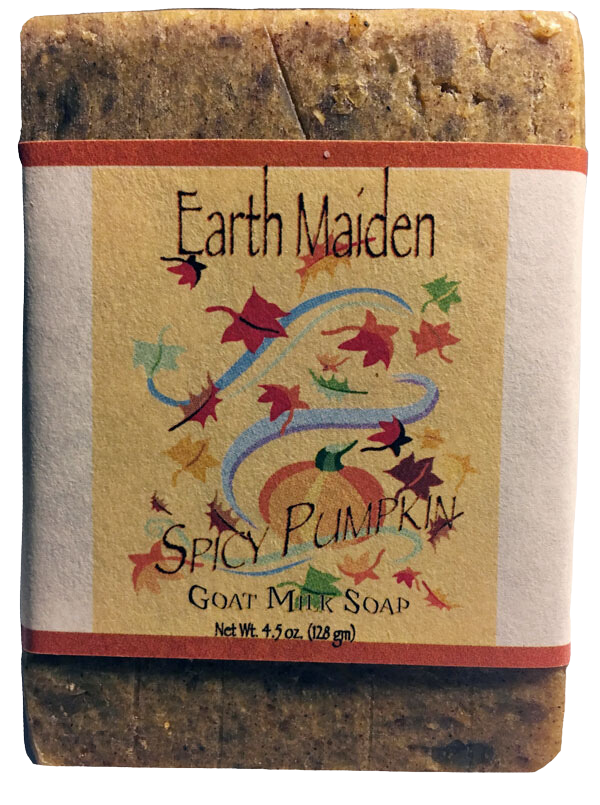 Earth Maiden
Spicy Pumpkin
Goat Milk Soap
Net Wt. 4.5 oz. (128 gm)